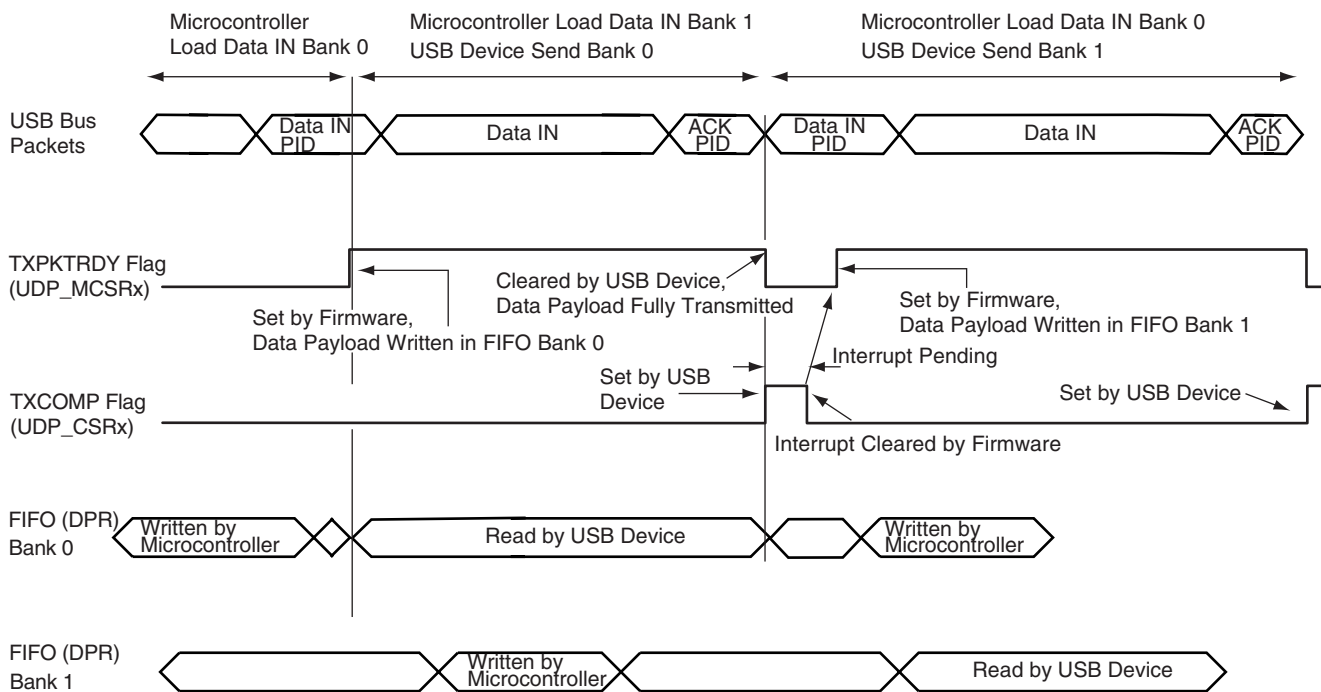 Microcontroller
Load Data IN Bank 0
Microcontroller Load Data IN Bank 1
USB Device Send Bank 0
Microcontroller Load Data IN Bank 0
USB Device Send Bank 1
USB Bus
Packets
Data IN
PID
Data IN
ACK
PID
Data IN
PID
Data IN
ACK
PID
TXPKTRDY Flag
(UDP_MCSRx)
Set by Firmware,
Data Payload Written in FIFO Bank 0
Cleared by USB Device,
Data Payload Fully Transmitted
Set by Firmware,
Data Payload Written in FIFO Bank 1
Interrupt Pending
TXCOMP Flag
(UDP_CSRx)
Set by USB
Device
Set by USB Device
Interrupt Cleared by Firmware
FIFO (DPR)
Bank 0
Written by
Microcontroller
Read by USB Device
Written by
Microcontroller
FIFO (DPR)
Bank 1
Written by
Microcontroller
Read by USB Device